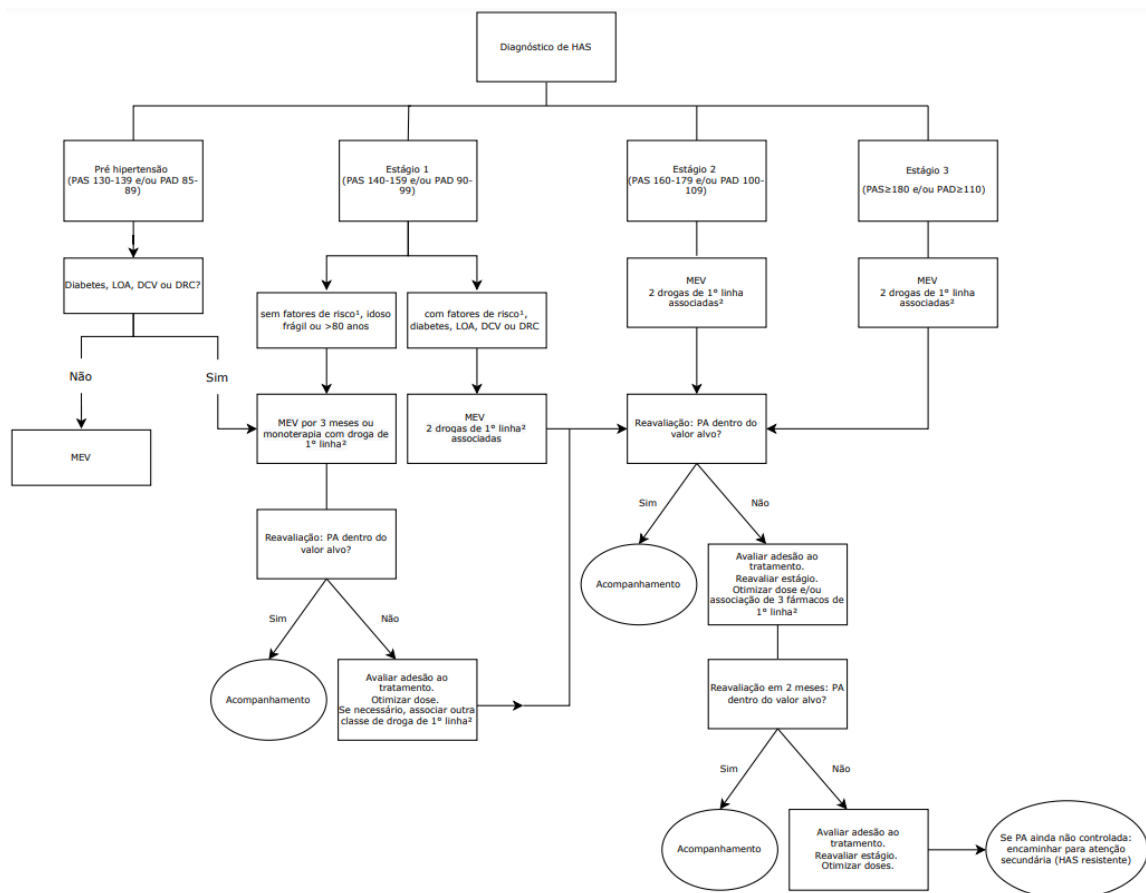 Diagnóstico de HAS
Pré hipertensão
(PAS 130-139 e/ou PAD 85-
89)
Estágio 1
(PAS 140-159 e/ou PAD 90-
99)
Estágio 2
(PAS 160-179 e/ou PAD 100-
109)
Estágio 3
(PAS≥180 e/ou PAD≥110)
Diabetes, LOA, DCV ou DRC?
sem fatores de risco¹, idoso
frágil ou >80 anos
com fatores de risco¹,
diabetes, LOA, DCV ou DRC
MEV
2 drogas de 1° linha
associadas²
MEV
2 drogas de 1° linha
associadas²
Não
Sim
MEV
MEV por 3 meses ou
monoterapia com droga de
1° linha²
MEV
2 drogas de 1° linha²
associadas
Reavaliação: PA dentro do
valor alvo?
Reavaliação: PA dentro do
valor alvo?
Sim
Não
Acompanhamento
Avaliar adesão ao
tratamento.
Otimizar dose.
Se necessário, associar outra
classe de droga de 1° linha²
Sim
Não
Acompanhamento
Avaliar adesão ao
tratamento.
Reavaliar estágio.
Otimizar dose e/ou
associação de 3 fármacos de
1° linha²
Reavaliação em 2 meses: PA
dentro do valor alvo?
Sim
Não
Acompanhamento
Avaliar adesão ao
tratamento.
Reavaliar estágio.
Otimizar doses.
Se PA ainda não controlada:
encaminhar para atenção
secundária (HAS resistente)